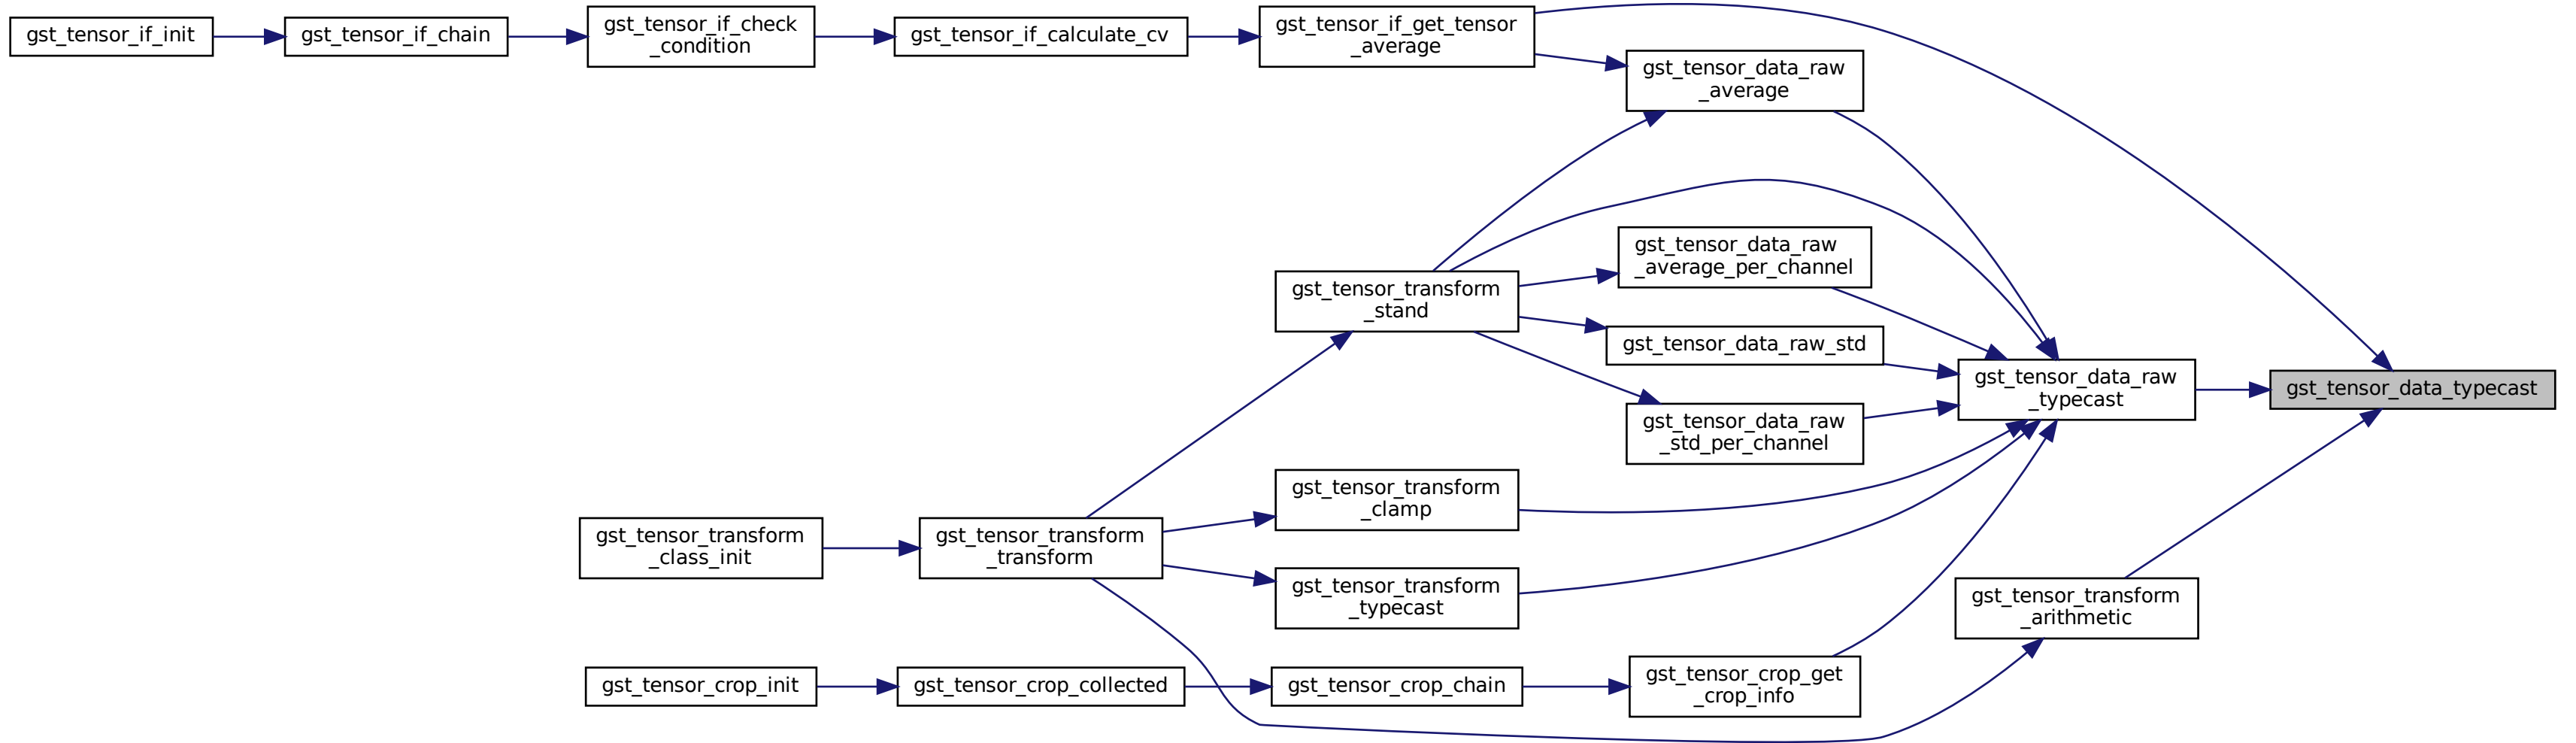 gst_tensor_if_init
gst_tensor_if_chain
gst_tensor_if_check
_condition
gst_tensor_if_calculate_cv
gst_tensor_if_get_tensor
_average
gst_tensor_data_raw
_average
gst_tensor_data_raw
_average_per_channel
gst_tensor_transform
_stand
gst_tensor_data_raw_std
gst_tensor_data_raw
_typecast
gst_tensor_data_typecast
gst_tensor_data_raw
_std_per_channel
gst_tensor_transform
_clamp
gst_tensor_transform
_class_init
gst_tensor_transform
_transform
gst_tensor_transform
_typecast
gst_tensor_transform
_arithmetic
gst_tensor_crop_init
gst_tensor_crop_collected
gst_tensor_crop_chain
gst_tensor_crop_get
_crop_info